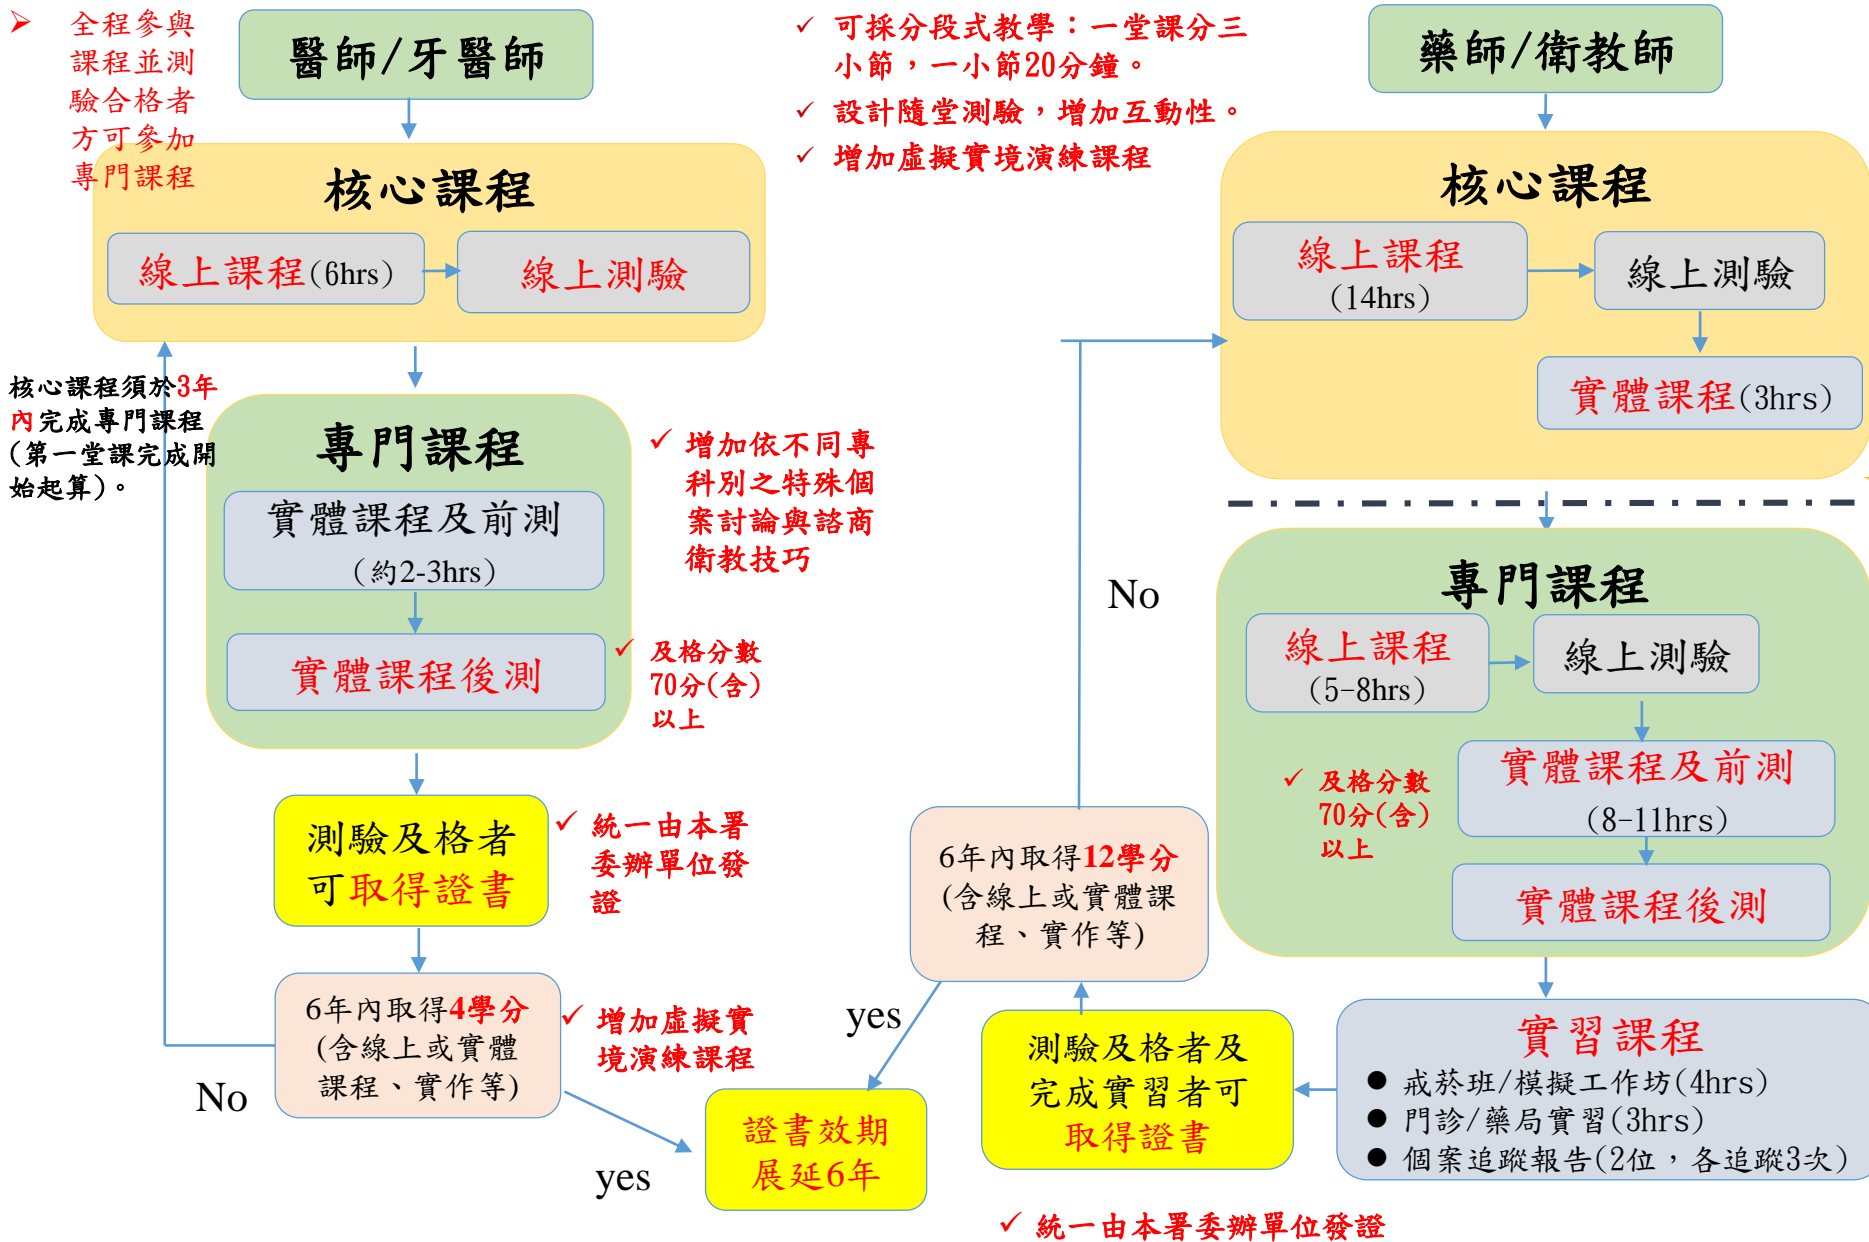 ➢ 全程參與
課程並測
驗合格者
方可參加
專門課程
醫師/牙醫師
核心課程
線上課程(6hrs)
線上測驗
核心課程須於3年
內完成專門課程
(第一堂課完成開
始起算)。
專門課程
實體課程及前測
(約2-3hrs)
實體課程後測
✓ 增加依不同專
科別之特殊個
案討論與諮商
衛教技巧
✓ 及格分數
70分(含)
以上
測驗及格者
可取得證書
✓ 統一由本署
委辦單位發
證
6年內取得4學分
(含線上或實體
課程、實作等)
✓ 增加虛擬實
境演練課程
No
yes
證書效期
展延6年
✓ 可採分段式教學：一堂課分三
小節，一小節20分鐘。
✓ 設計隨堂測驗，增加互動性。
✓ 增加虛擬實境演練課程
藥師/衛教師
核心課程
線上課程
(14hrs)
線上測驗
實體課程(3hrs)
專門課程
線上課程
(5-8hrs)
線上測驗
實體課程及前測
(8-11hrs)
實體課程後測
✓ 及格分數
70分(含)
以上
實習課程
● 戒菸班/模擬工作坊(4hrs)
● 門診/藥局實習(3hrs)
● 個案追蹤報告(2位，各追蹤3次)
測驗及格者及
完成實習者可
取得證書
✓ 統一由本署委辦單位發證
6年內取得12學分
(含線上或實體課
程、實作等)
No
yes